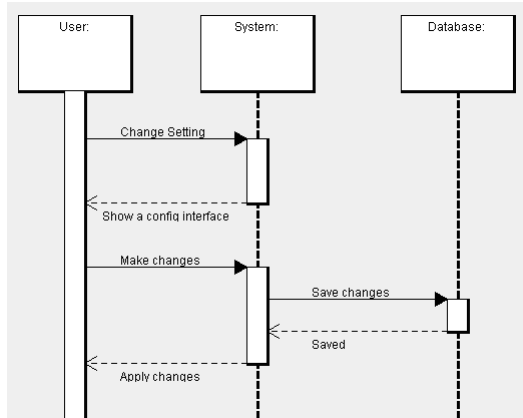 User:
System:
Database:
Change Setting
Show a config interface
Make changes
Save changes
Saved
Apply changes